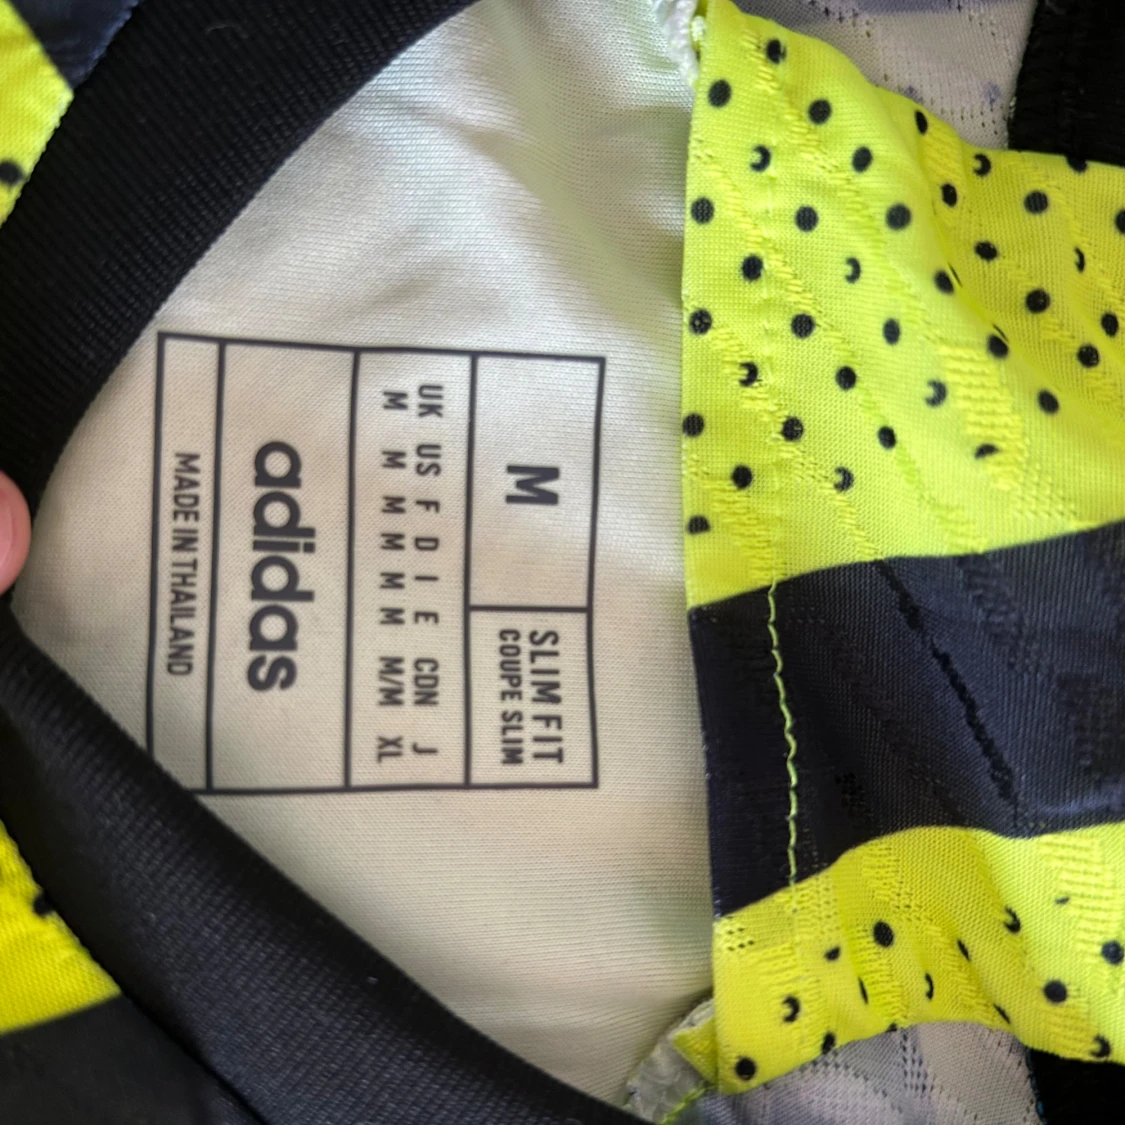 M
SLIM FIT
COUPE SLIM
UK US F D I E CDN J
M M M M M M M/M XL
adidas
MADE IN THAILAND